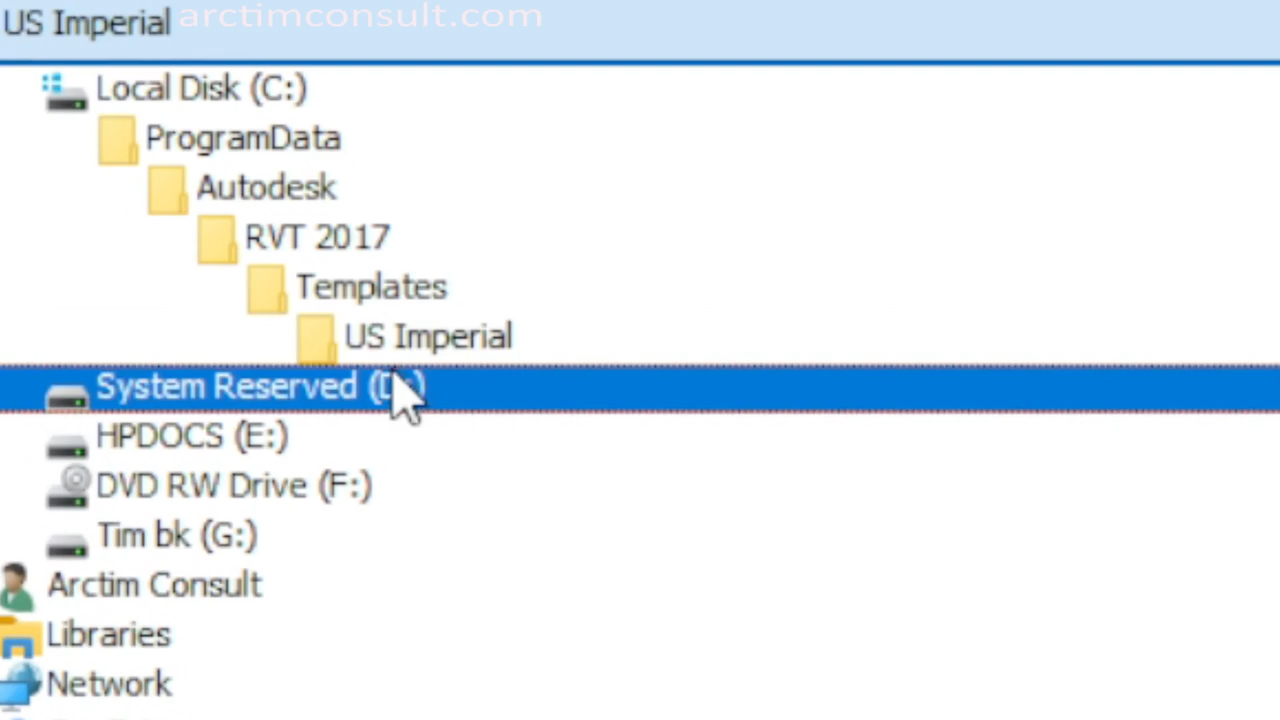 US Imperial arctimconsult.com
Local Disk (C:)
ProgramData
Autodesk
RVT 2017
Templates
US Imperial
System Reserved (D:)
HPDOCS (E:)
DVD RW Drive (F:)
Tim bk (G:)
Arctim Consult
Libraries
Network